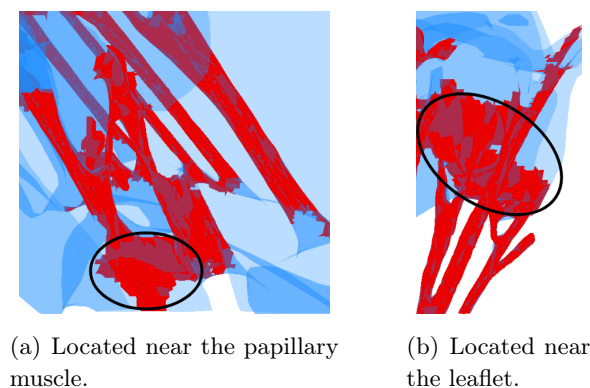 (a) Located near the papillary
muscle.
(b) Located near
the leaflet.